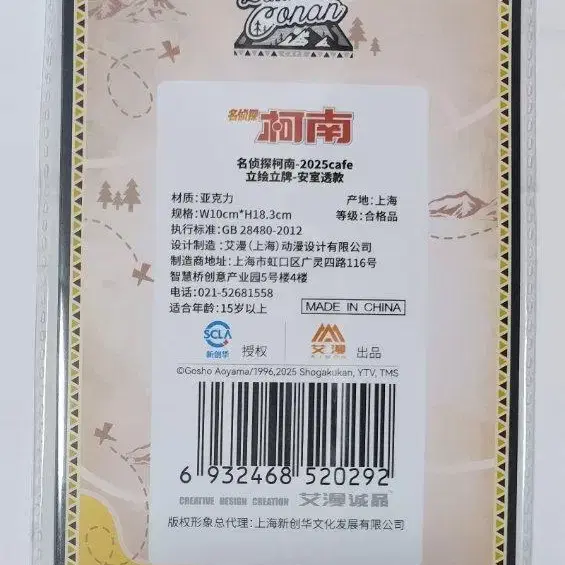 Conan
CAFE
名侦探 柯南
名侦探柯南-2025cafe
立绘立牌-安室透款
材质: 亚克力 产地: 上海
规格: W10cm*H18.3cm 等级: 合格品
执行标准: GB 28480-2012
设计制造: 艾漫(上海)动漫设计有限公司
制造商地址: 上海市虹口区广灵四路116号
智慧桥创意产业园5号楼4楼
电话: 021-52681558
适合年龄: 15岁以上
MADE IN CHINA
SCLA
新创华 授权 艾漫 出品
©Gosho Aoyama/1996,2025 Shogakukan, YTV, TMS
6 932468 520292
CREATIVE DESIGN CREATION 艾漫诚品
版权形象总代理: 上海新创华文化发展有限公司